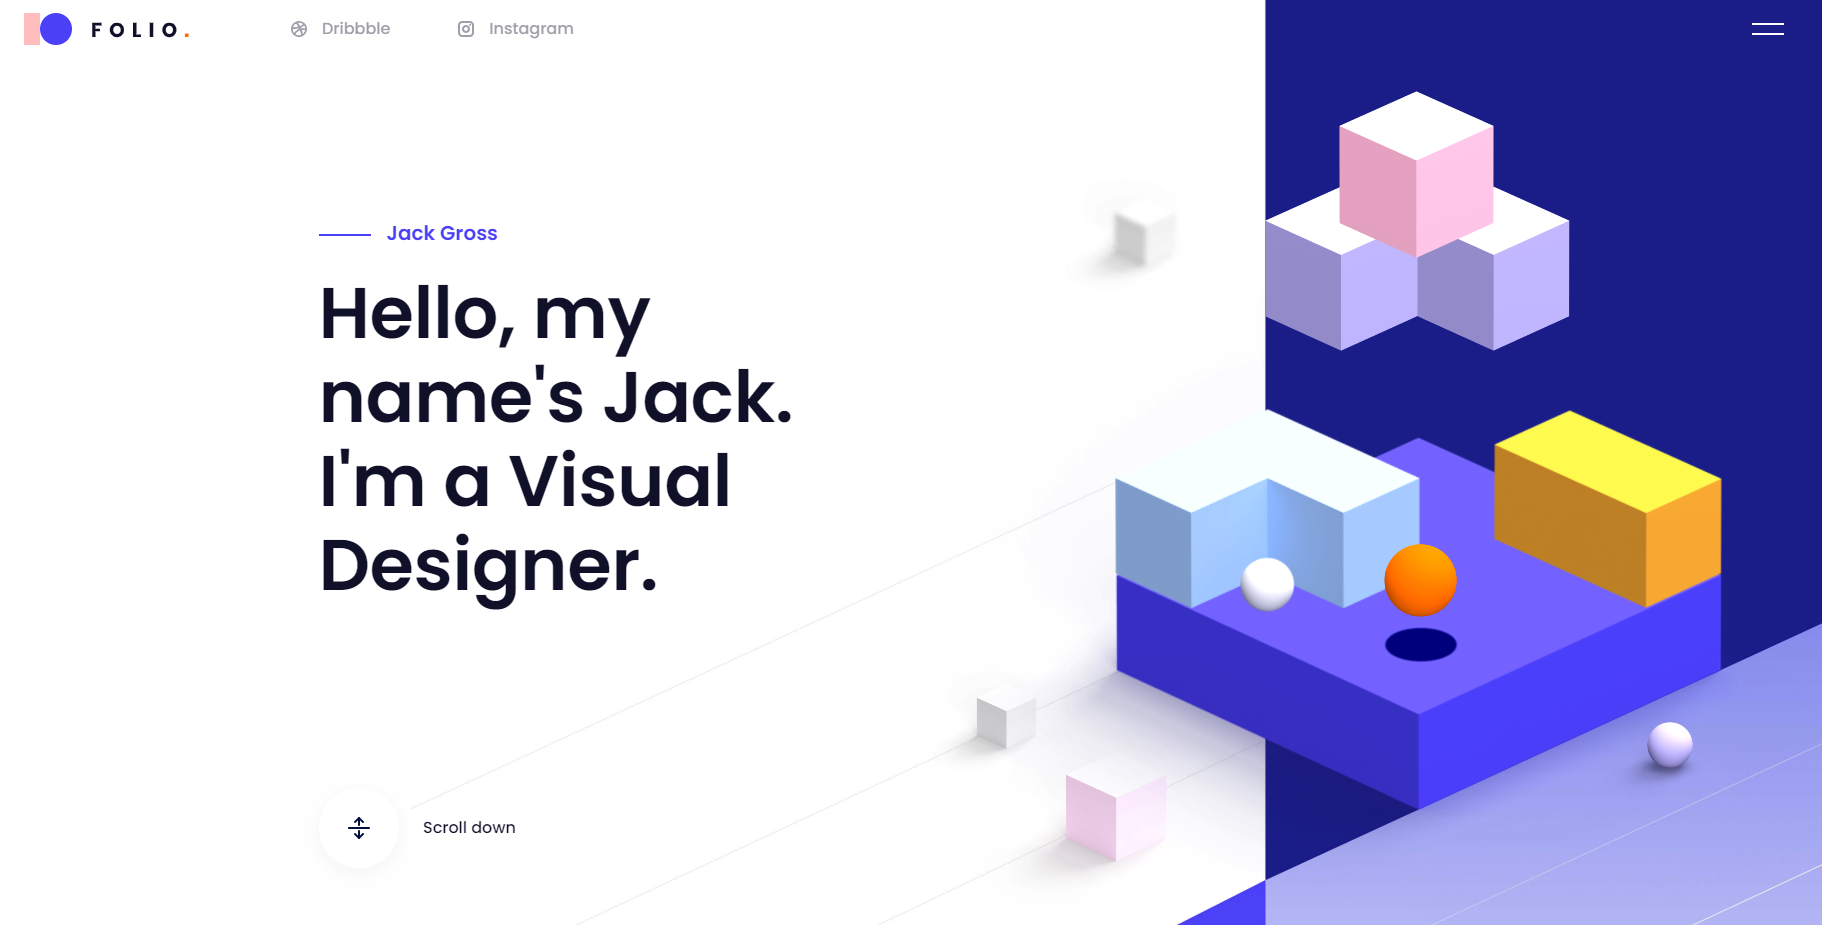 FOLIO.
Dribbble
Instagram
Jack Gross
Hello, my
name's Jack.
I'm a Visual
Designer.
Scroll down